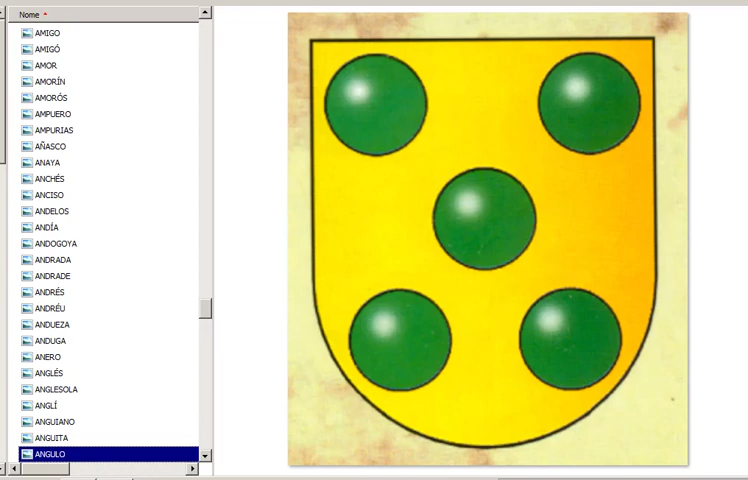 Nome
AMIGO
AMIGÓ
AMOR
AMORÍN
AMORÓS
AMPUERO
AMPURIAS
AÑASCO
ANAYA
ANCHÉS
ANCISO
ANDELOS
ANDÍA
ANDOGOYA
ANDRADA
ANDRADE
ANDRÉS
ANDRÉU
ANDUEZA
ANDUGA
ANERO
ANGLÉS
ANGLESOLA
ANGLÍ
ANGUIANO
ANGUITA
ANGULO